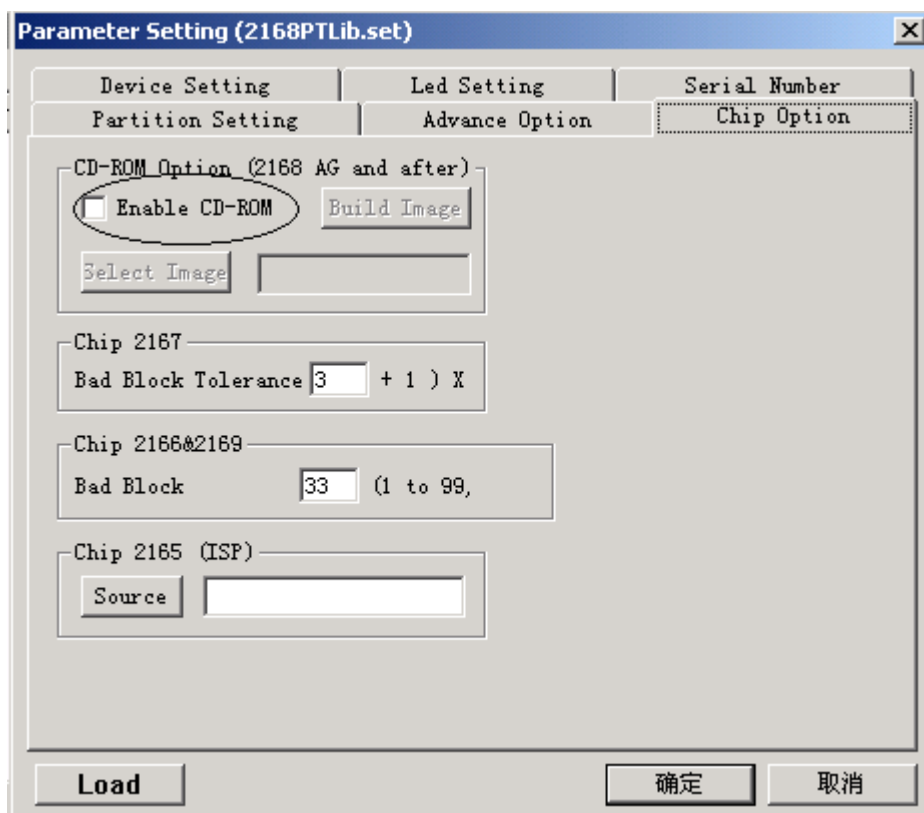 Parameter Setting (2168PTLib.set)
Device Setting Led Setting Serial Number
Partition Setting Advance Option Chip Option
CD-ROM Option (2168 AG and after)
Enable CD-ROM Build Image
Select Image
Chip 2167
Bad Block Tolerance 3 + 1 ) X
Chip 2166&2169
Bad Block 33 (1 to 99,
Chip 2165 (ISP)
Source
Load 确定 取消